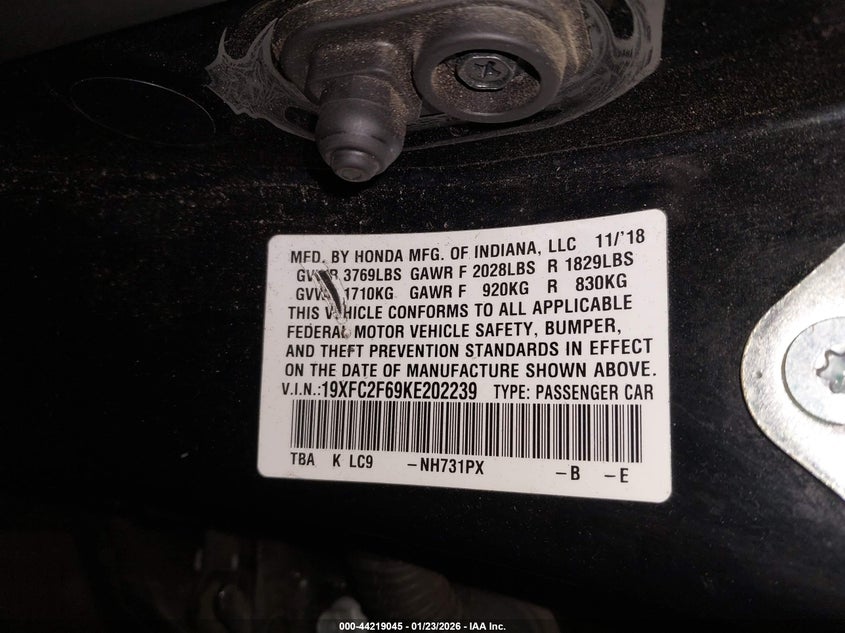 MFD. BY HONDA MFG. OF INDIANA, LLC 11/'18
GVWR 3769LBS GAWR F 2028LBS R 1829LBS
1710KG GAWR F 920KG R 830KG
THIS VEHICLE CONFORMS TO ALL APPLICABLE
FEDERAL MOTOR VEHICLE SAFETY, BUMPER,
AND THEFT PREVENTION STANDARDS IN EFFECT
ON THE DATE OF MANUFACTURE SHOWN ABOVE.
V.I.N.:19XFC2F69KE202239 TYPE: PASSENGER CAR
TBA K LC9 -NH731PX -B -E
000-44219045 - 01/23/2026 - IAA Inc.